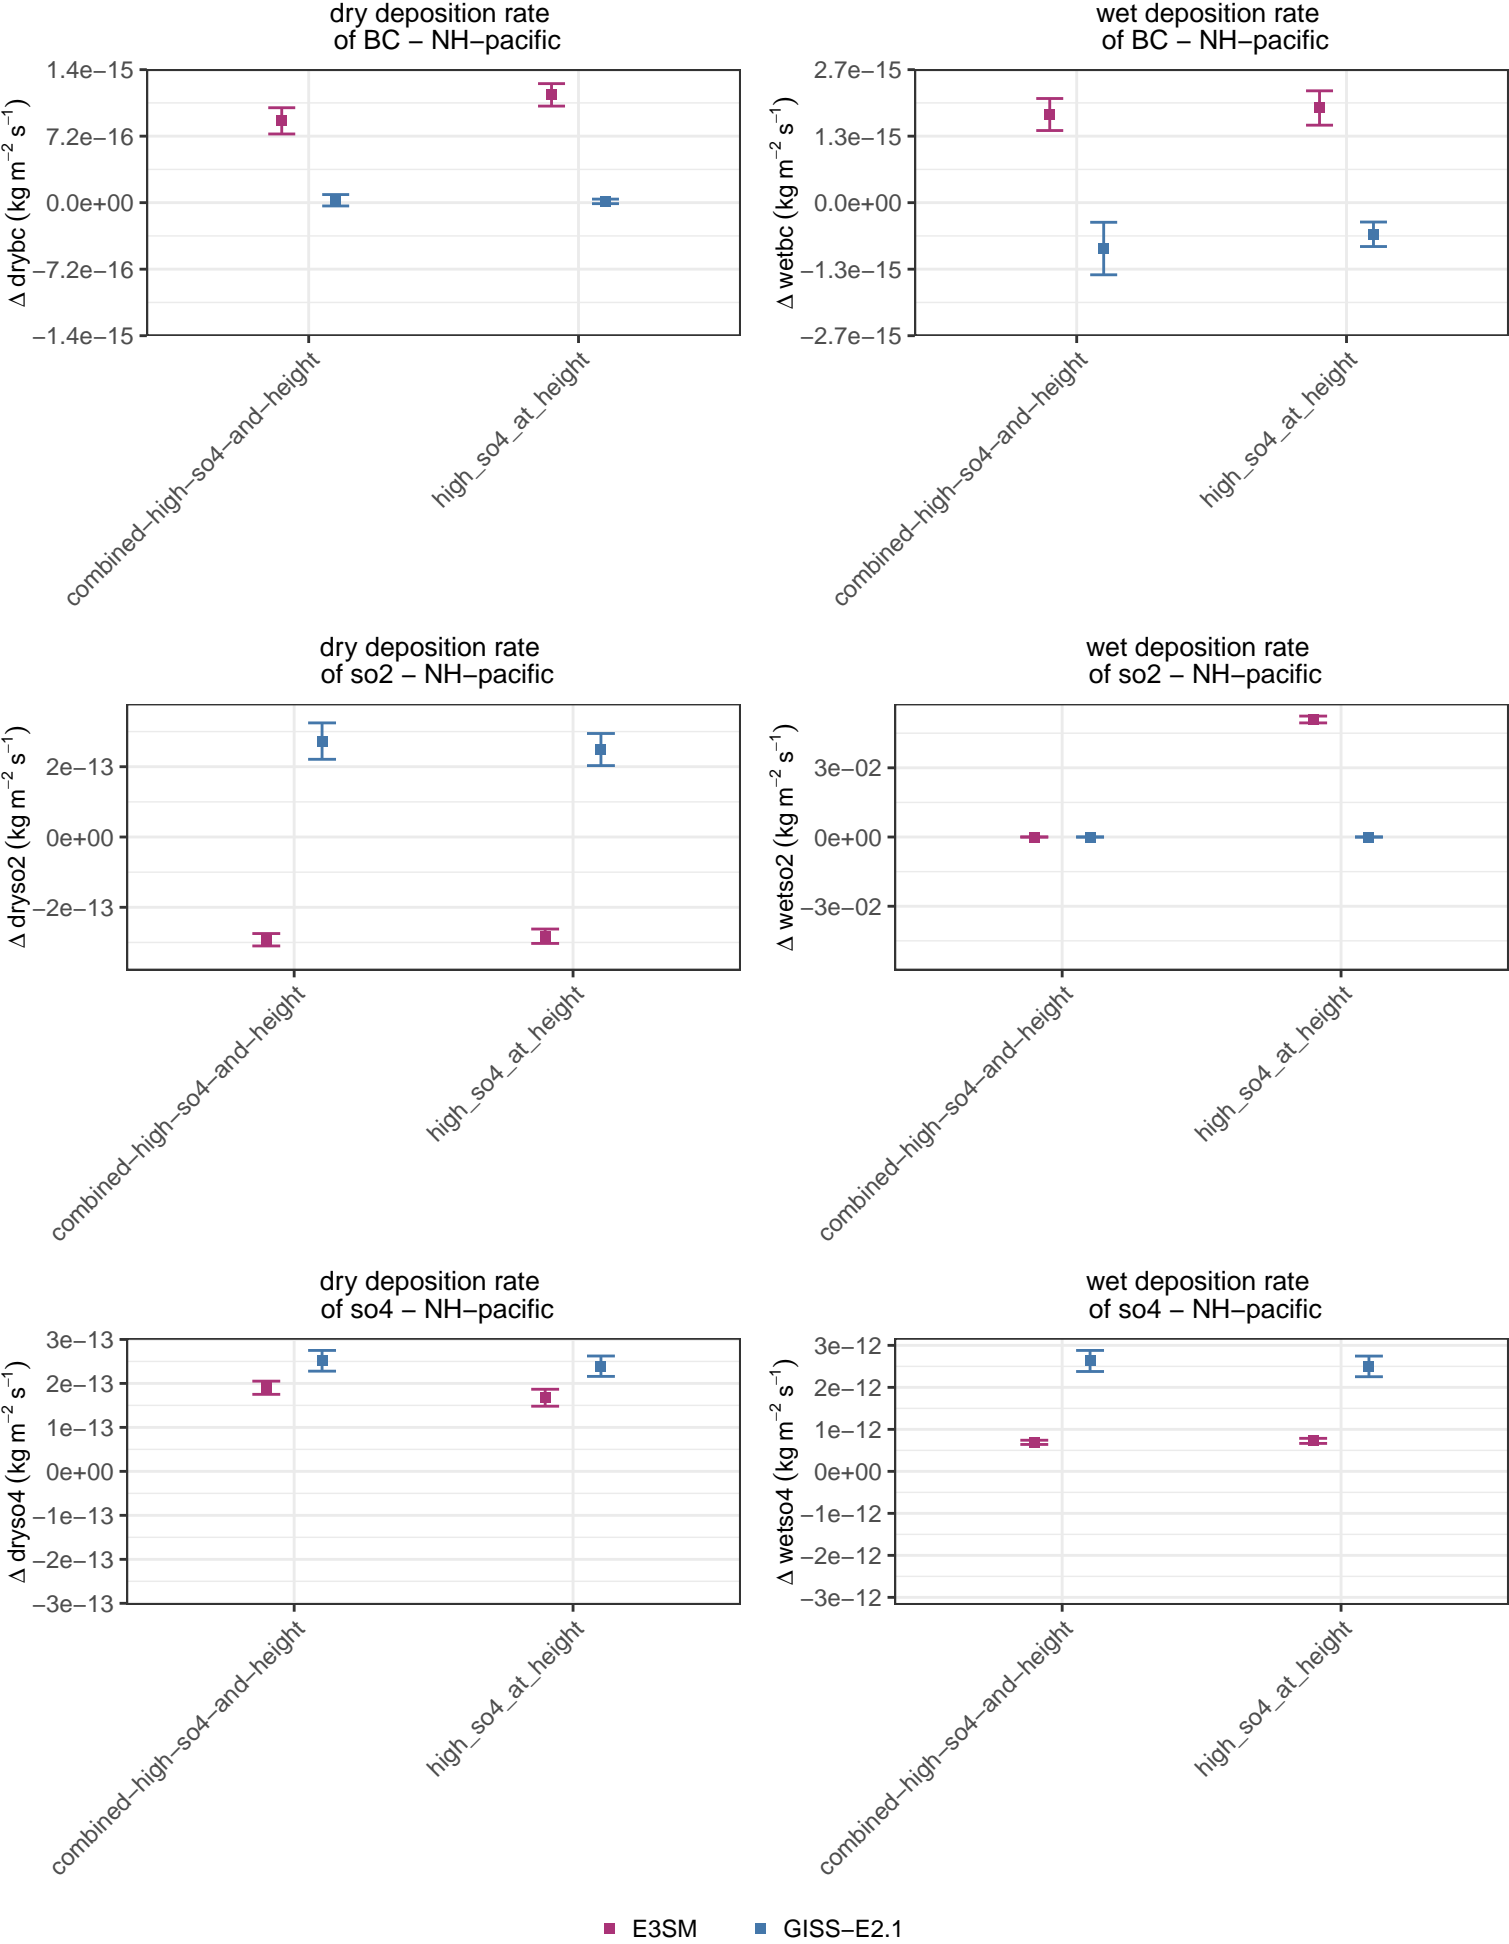 dry deposition rate
of BC − NH−pacific
Δ drybc (kg m−2 s−1)
1.4e−15
7.2e−16
0.0e+00
−7.2e−16
−1.4e−15
combined−high−so4−and−height
high_so4_at_height
wet deposition rate
of BC − NH−pacific
Δ wetbc (kg m−2 s−1)
2.7e−15
1.3e−15
0.0e+00
−1.3e−15
−2.7e−15
combined−high−so4−and−height
high_so4_at_height
dry deposition rate
of so2 − NH−pacific
Δ dryso2 (kg m−2 s−1)
2e−13
0e+00
−2e−13
combined−high−so4−and−height
high_so4_at_height
wet deposition rate
of so2 − NH−pacific
Δ wetso2 (kg m−2 s−1)
3e−02
0e+00
−3e−02
combined−high−so4−and−height
high_so4_at_height
dry deposition rate
of so4 − NH−pacific
Δ dryso4 (kg m−2 s−1)
3e−13
2e−13
1e−13
0e+00
−1e−13
−2e−13
−3e−13
combined−high−so4−and−height
high_so4_at_height
wet deposition rate
of so4 − NH−pacific
Δ wetso4 (kg m−2 s−1)
3e−12
2e−12
1e−12
0e+00
−1e−12
−2e−12
−3e−12
combined−high−so4−and−height
high_so4_at_height
E3SM
GISS−E2.1